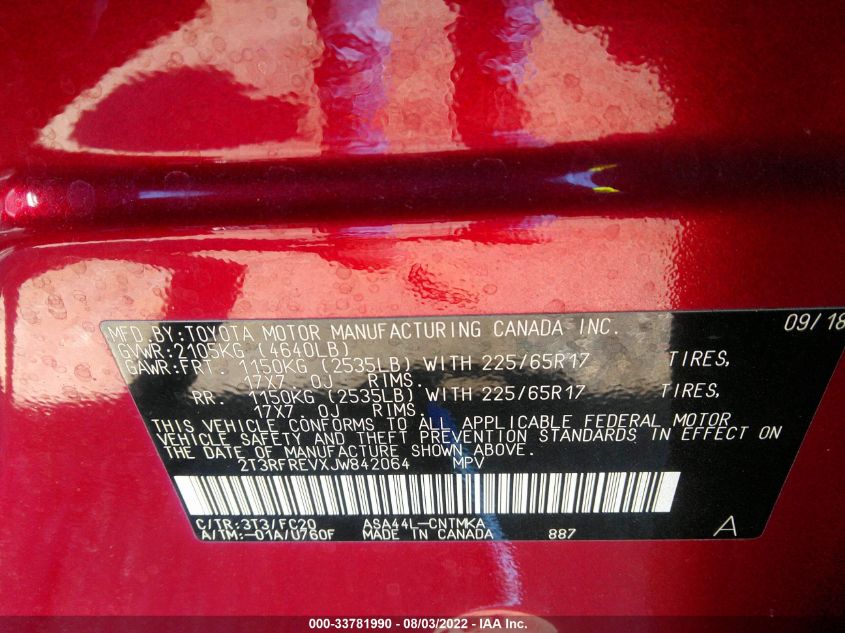 MFD.BY:TOYOTA MOTOR MANUFACTURING CANADA INC. 09/18
GVWR:2105KG (4640LB)
GAWR:FRT. 1150KG (2535LB) WITH 225/65R17 TIRES,
17X7.0J RIMS.
RR. 1150KG (2535LB) WITH 225/65R17 TIRES,
17X7.0J RIMS.
THIS VEHICLE CONFORMS TO ALL APPLICABLE FEDERAL MOTOR
VEHICLE SAFETY AND THEFT PREVENTION STANDARDS IN EFFECT ON
THE DATE OF MANUFACTURE SHOWN ABOVE.
2T3RFREVXJW842064 MPV
C/TR:3T3/FC20 ASA44L-CNTMKA
A/TM:-01A/U760F MADE IN CANADA 887 A
000-33781990 - 08/03/2022 - IAA Inc.